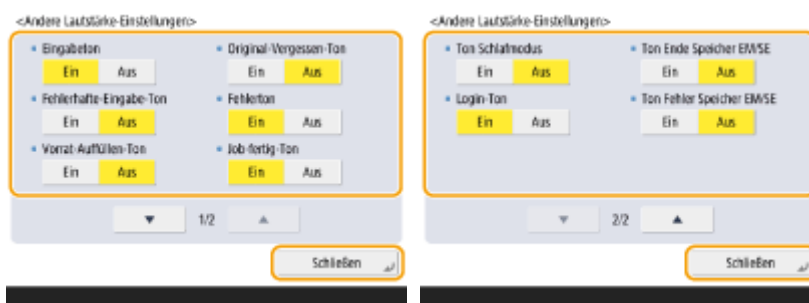 <Andere Lautstärke-Einstellungen>
Eingabeton
Ein Aus
Original-Vergessen-Ton
Ein Aus
Fehlerhafte-Eingabe-Ton
Ein Aus
Fehlerton
Ein Aus
Vorrat-Auffüllen-Ton
Ein Aus
Job-fertig-Ton
Ein Aus
1/2
Schließen
<Andere Lautstärke-Einstellungen>
Ton Schlafmodus
Ein Aus
Ton Ende Speicher EM/SE
Ein Aus
Login-Ton
Ein Aus
Ton Fehler Speicher EM/SE
Ein Aus
2/2
Schließen